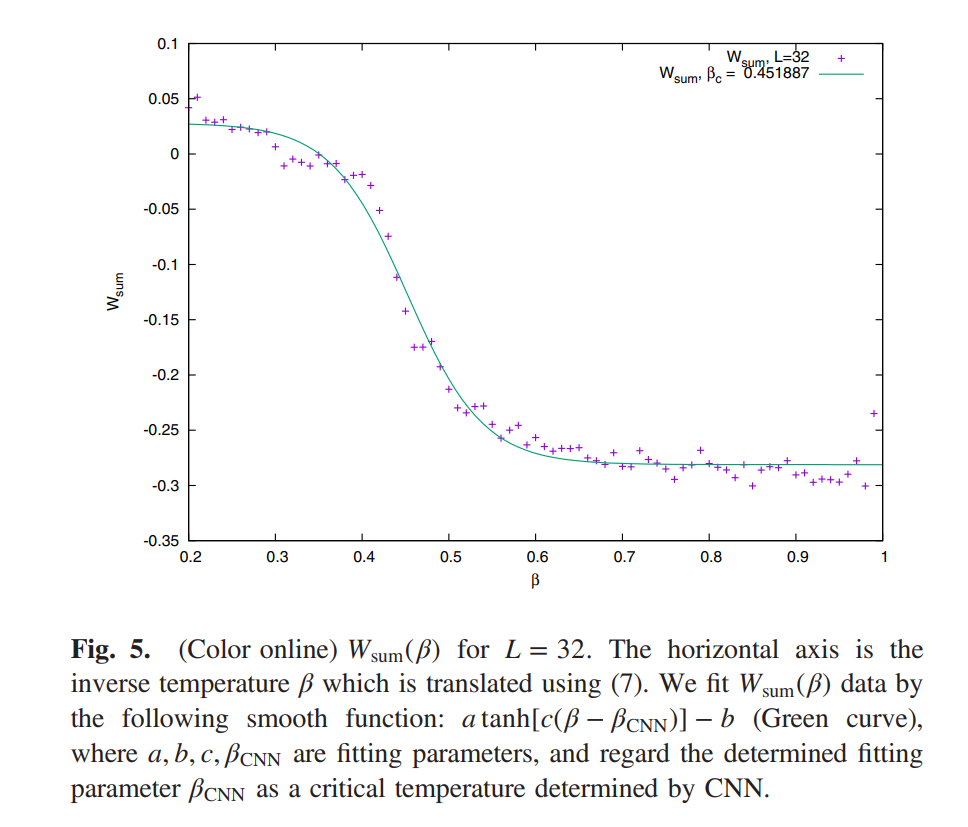 0.1
0.05
0
-0.05
-0.1
-0.15
-0.2
-0.25
-0.3
-0.35
0.2
0.3
0.4
0.5
0.6
0.7
0.8
0.9
1
β
W_sum
W_sum, L=32
W_sum, β_c = 0.451887
Fig. 5. (Color online) W_sum(β) for L = 32. The horizontal axis is the
inverse temperature β which is translated using (7). We fit W_sum(β) data by
the following smooth function: a tanh[c(β − β_CNN)] − b (Green curve),
where a, b, c, β_CNN are fitting parameters, and regard the determined fitting
parameter β_CNN as a critical temperature determined by CNN.